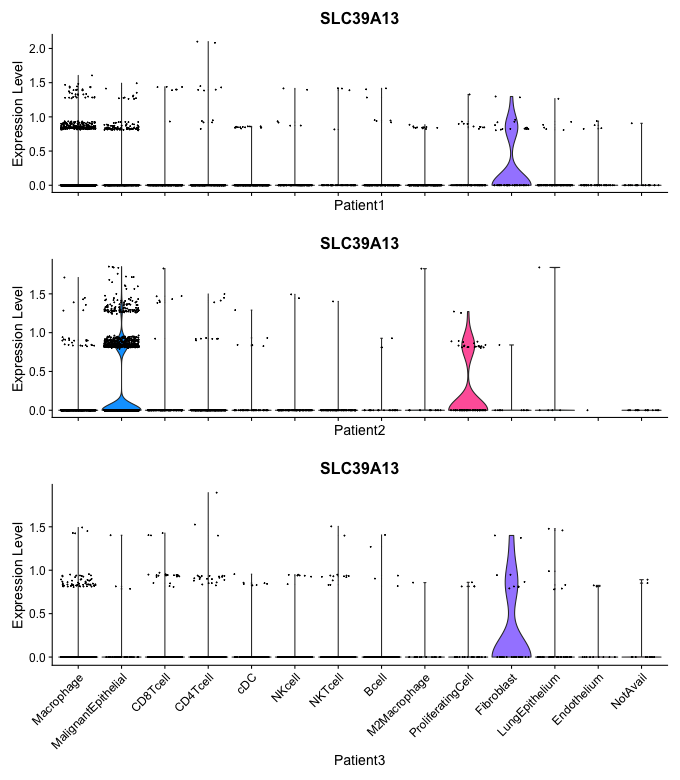 SLC39A13
Expression Level
2.0
1.5
1.0
0.5
0.0
Patient1
SLC39A13
Expression Level
1.5
1.0
0.5
0.0
Patient2
SLC39A13
Expression Level
1.5
1.0
0.5
0.0
Macrophage
MalignantEpithelial
CD8Tcell
CD4Tcell
cDC
NKcell
NKTcell
Bcell
M2Macrophage
ProliferatingCell
Fibroblast
LungEpithelium
Endothelium
NotAvail
Patient3